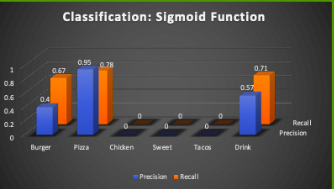 Classification: Sigmoid Function
0.95
0.78
0.67
0.71
0.57
0.4
0 0 0
0 0 0
1
0.8
0.6
0.4
0.2
0
Recall
Precision
Burger Pizza Chicken Sweet Tacos Drink
Precision Recall